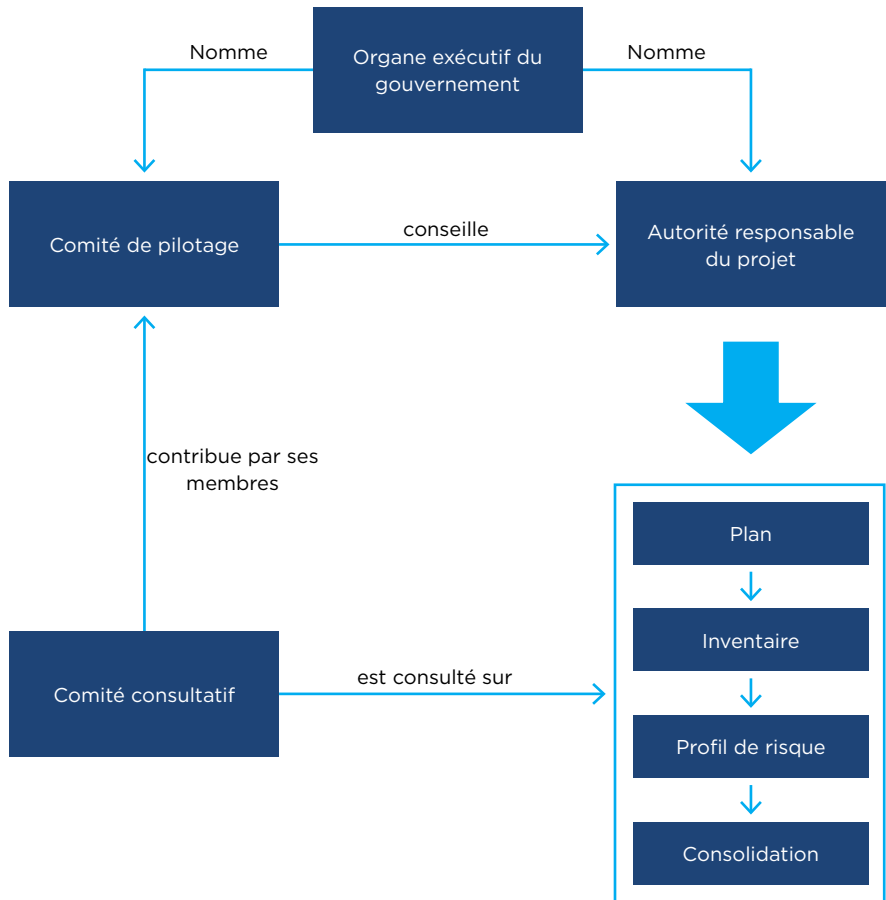 Nomme
Organe exécutif du
gouvernement
Nomme
Comité de pilotage
conseille
Autorité responsable
du projet
contribue par ses
membres
Plan
Inventaire
Comité consultatif
est consulté sur
Profil de risque
Consolidation